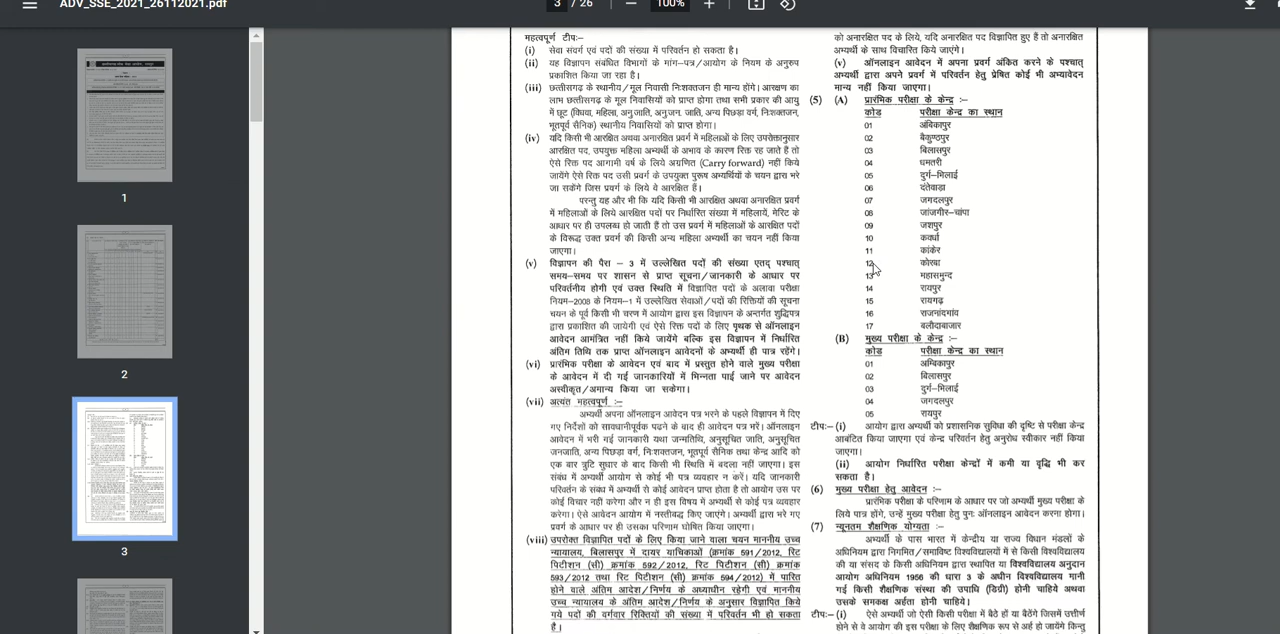 ADV_SSE_2021_26112021.pdf
3 / 26
100%
1
2
3
महत्वपूर्ण टीप:–
(i) सेवा संवर्ग एवं पदों की संख्या में परिवर्तन हो सकता है।
(ii) यह विज्ञापन संबंधित विभागों के मांग–पत्र/आयोग के नियम के अनुरुप
प्रकाशित किया जा रहा है।
(iii) छत्तीसगढ़ के स्थानीय/मूल निवासी निःशक्तजन ही मान्य होंगे। आरक्षण का
लाभ छत्तीसगढ़ के मूल निवासियों को प्राप्त होगा तथा सभी प्रकार की आयु
में छूट (विधवा, महिला, अनु.जाति, अनु.जन. जाति, अन्य पिछड़ा वर्ग, निःशक्तजन,
भूतपूर्व सैनिक) स्थानीय निवासियों को प्राप्त होगा।
(iv) यदि किसी भी आरक्षित अथवा अनारक्षित प्रवर्ग में महिलाओं के लिए उपरोक्तानुसार
आरक्षित पद, उपयुक्त महिला अभ्यर्थी के अभाव के कारण रिक्त रह जाते हैं तो
ऐसे रिक्त पद आगामी वर्ष के लिये अग्रणित (Carry forward) नहीं किये
जायेंगे ऐसे रिक्त पद उसी प्रवर्ग के उपयुक्त पुरूष अभ्यर्थियों के चयन द्वारा भरे
जा सकेंगे जिस प्रवर्ग के लिये वे आरक्षित हैं।
परन्तु यह और भी कि यदि किसी भी आरक्षित अथवा अनारक्षित प्रवर्ग
में महिलाओं के लिये आरक्षित पदों पर निर्धारित संख्या में महिलायें, मेरिट के
आधार पर ही उपलब्ध हो जाती है तो उस प्रवर्ग में महिलाओं के आरक्षित पदों
के विरूद्ध उक्त प्रवर्ग की किसी अन्य महिला अभ्यर्थी का चयन नहीं किया
जाएगा।
(v) विज्ञापन की पैरा – 3 में उल्लेखित पदों की संख्या एतद् पश्चात्
समय–समय पर शासन से प्राप्त सूचना/जानकारी के आधार पर
परिवर्तनीय होगी एवं उक्त स्थिति में विज्ञापित पदों के अलावा परीक्षा
नियम–2008 के नियम–1 में उल्लेखित सेवाओं/पदों की रिक्तियों की सूचना
चयन के पूर्व किसी भी चरण में आयोग द्वारा इस विज्ञापन के अन्तर्गत शुद्धिपत्र
द्वारा प्रकाशित की जायेगी एवं ऐसे रिक्त पदों के लिए पृथक से ऑनलाइन
आवेदन आमंत्रित नहीं किये जायेंगे बल्कि इस विज्ञापन में निर्धारित
अंतिम तिथि तक प्राप्त ऑनलाइन आवेदनों के अभ्यर्थी ही पात्र रहेंगे।
(vi) प्रारंभिक परीक्षा के आवेदन एवं बाद में प्रस्तुत होने वाले मुख्य परीक्षा
के आवेदन में दी गई जानकारियों में भिन्नता पाई जाने पर आवेदन
अस्वीकृत/अमान्य किया जा सकेगा।
(vii) अत्यंत महत्वपूर्ण :–
अभ्यर्थी अपना ऑनलाइन आवेदन पत्र भरने के पहले विज्ञापन में दिए
गए निर्देशों को सावधानीपूर्वक पढ़ने के बाद ही आवेदन पत्र भरें। ऑनलाइन
आवेदन में भरी गई जानकारी यथा जन्मतिथि, अनुसूचित जाति, अनुसूचित
जनजाति, अन्य पिछड़ा वर्ग, निःशक्तजन, भूतपूर्व सैनिक तथा केन्द्र आदि को
एक बार त्रुटि सुधार के बाद किसी भी स्थिति में बदला नहीं जाएगा। इस
संबंध में अभ्यर्थी आयोग से कोई भी पत्र व्यवहार न करें। यदि जानकारी
परिवर्तन के संबंध में अभ्यर्थी से कोई आवेदन प्राप्त होता है तो आयोग उस पर
कोई विचार नहीं करेगा और न ही इस विषय में अभ्यर्थी से कोई पत्र व्यवहार
करेगा। ऐसे आवेदन आयोग में नस्तीबद्ध किए जाएंगे। अभ्यर्थी द्वारा भरे गए
प्रवर्ग के आधार पर ही उसका परिणाम घोषित किया जाएगा।
(viii) उपरोक्त विज्ञापित पदों के लिए किया जाने वाला चयन माननीय उच्च
न्यायालय, बिलासपुर में दायर याचिकाओं (क्रमांक 591/2012, रिट
पिटीशन (सी) क्रमांक 592/2012, रिट पिटीशन (सी) क्रमांक
593/2012 तथा रिट पिटीशन (सी) क्रमांक 594/2012) में पारित
होने वाले अंतिम आदेश/निर्णय के अध्याधीन रहेगी एवं माननीय
उच्च न्यायालय के अंतिम आदेश/निर्णय के अनुसार विज्ञापित किये
गये पदों की वर्गवार रिक्तियों की संख्या में परिवर्तन भी हो सकता
है।
को अनारक्षित पद के लिये, यदि अनारक्षित पद विज्ञापित हुए हैं तो अनारक्षित
अभ्यर्थी के साथ विचारित किये जाएंगे।
(v) ऑनलाइन आवेदन में अपना प्रवर्ग अंकित करने के पश्चात्
अभ्यर्थी द्वारा अपने प्रवर्ग में परिवर्तन हेतु प्रेषित कोई भी अभ्यावेदन
मान्य नहीं किया जाएगा।
(5) (A) प्रारंभिक परीक्षा के केन्द्र :–
कोड परीक्षा केन्द्र का स्थान
01 अंबिकापुर
02 बैकुण्ठपुर
03 बिलासपुर
04 धमतरी
05 दुर्ग–भिलाई
06 दंतेवाड़ा
07 जगदलपुर
08 जांजगीर–चांपा
09 जशपुर
10 कवर्धा
11 कांकेर
12 कोरबा
13 महासमुन्द
14 रायपुर
15 रायगढ़
16 राजनांदगांव
17 बलौदाबाजार
(B) मुख्य परीक्षा के केन्द्र :–
कोड परीक्षा केन्द्र का स्थान
01 अम्बिकापुर
02 बिलासपुर
03 दुर्ग–भिलाई
04 जगदलपुर
05 रायपुर
टीप:– (i) आयोग द्वारा अभ्यर्थी को प्रशासनिक सुविधा की दृष्टि से परीक्षा केन्द्र
आबंटित किया जाएगा एवं केन्द्र परिवर्तन हेतु अनुरोध स्वीकार नहीं किया
जाएगा।
(ii) आयोग निर्धारित परीक्षा केन्द्रों में कमी या वृद्धि भी कर
सकता है।
(6) मुख्य परीक्षा हेतु आवेदन :–
प्रारंभिक परीक्षा के परिणाम के आधार पर जो अभ्यर्थी मुख्य परीक्षा के
लिये पात्र होंगे, उन्हें मुख्य परीक्षा हेतु पुनः ऑनलाइन आवेदन करना होगा।
(7) न्यूनतम शैक्षणिक योग्यता :–
अभ्यर्थी के पास भारत में केन्द्रीय या राज्य विधान मंडलों के
अधिनियम द्वारा निगमित/समाविष्ट विश्वविद्यालयों में से किसी विश्वविद्यालय
की या संसद के किसी अधिनियम द्वारा स्थापित या विश्वविद्यालय अनुदान
आयोग अधिनियम 1956 की धारा 3 के अधीन विश्वविद्यालय मानी
गई किसी शैक्षणिक संस्था की उपाधि (डिग्री) होनी चाहिये अथवा
उसके समकक्ष अर्हता होनी चाहिये।
टीप:– (i) ऐसे अभ्यर्थी जो ऐसी किसी परीक्षा में बैठे हों या बैठेंगे जिसमें उत्तीर्ण
होने से वे आयोग की इस परीक्षा के लिए शैक्षणिक रूप से अर्ह हो जायेंगे किन्तु